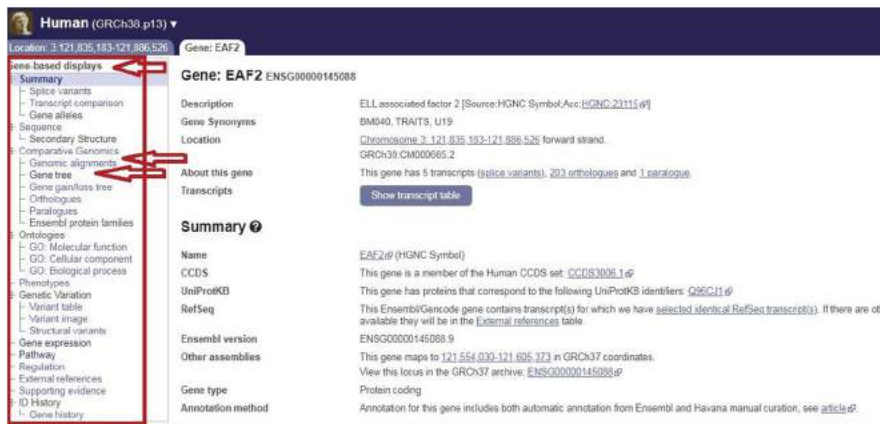 Human (GRCh38.p13) ▼
Location: 3:121,835,183-121,886,526
Gene: EAF2
Gene-based displays
Summary
Splice variants
Transcript comparison
Gene alleles
Sequence
Secondary Structure
Comparative Genomics
Genomic alignments
Gene tree
Gene gain/loss tree
Orthologues
Paralogues
Ensembl protein families
Ontologies
GO: Molecular function
GO: Cellular component
GO: Biological process
Phenotypes
Genetic Variation
Variant table
Variant image
Structural variants
Gene expression
Pathway
Regulation
External references
Supporting evidence
ID History
Gene history
Gene: EAF2 ENSG00000145088
Description ELL associated factor 2 [Source:HGNC Symbol;Acc:HGNC:23115]
Gene Synonyms BM040, TRAITS, U19
Location Chromosome 3: 121,835,183-121,886,526 forward strand.
GRCh38:CM000665.2
About this gene This gene has 5 transcripts (splice variants), 203 orthologues and 1 paralogue.
Transcripts Show transcript table
Summary
Name EAF2 (HGNC Symbol)
CCDS This gene is a member of the Human CCDS set: CCDS3006.1
UniProtKB This gene has proteins that correspond to the following UniProtKB identifiers: Q96CJ1
RefSeq This Ensembl/Gencode gene contains transcript(s) for which we have selected identical RefSeq transcript(s). If there are ot
available they will be in the External references table
Ensembl version ENSG00000145088.9
Other assemblies This gene maps to 121,554,030-121,605,373 in GRCh37 coordinates.
View this locus in the GRCh37 archive: ENSG00000145088
Gene type Protein coding
Annotation method Annotation for this gene includes both automatic annotation from Ensembl and Havana manual curation, see article.